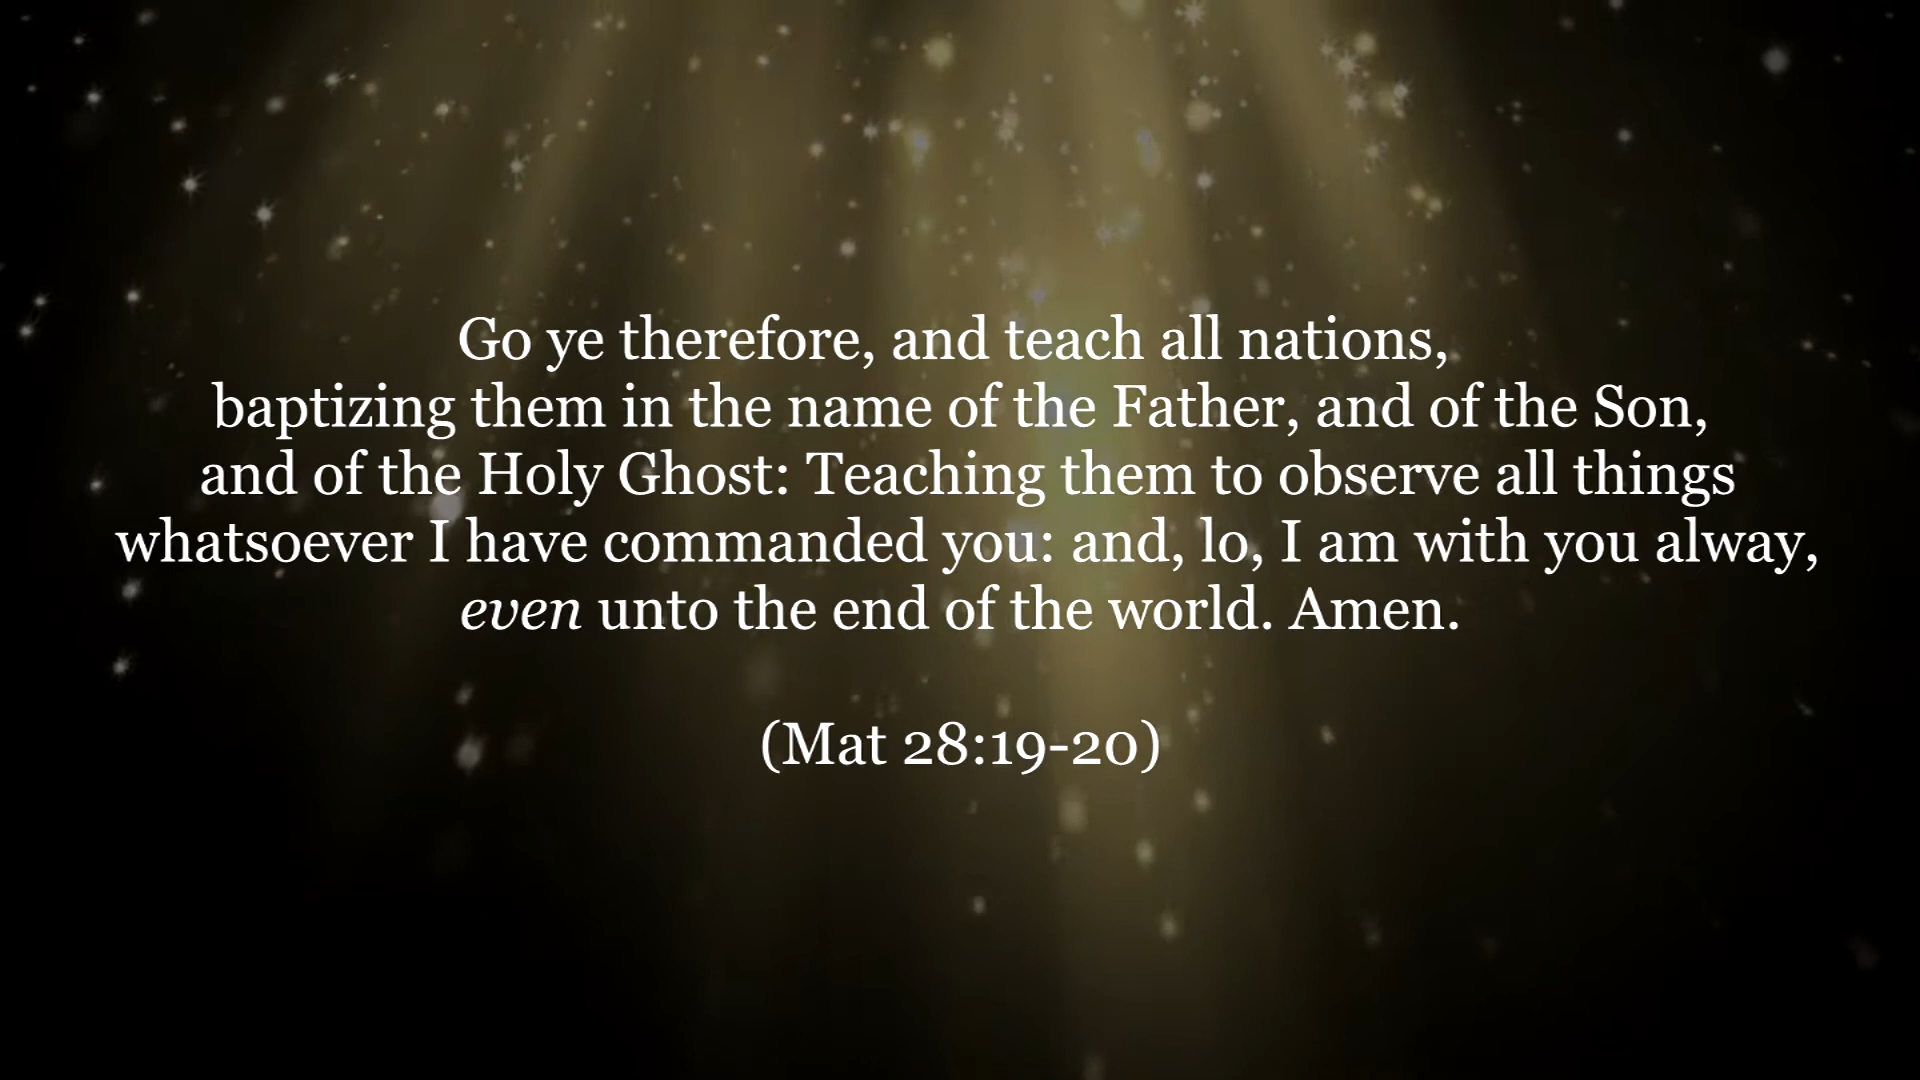 Go ye therefore, and teach all nations,
baptizing them in the name of the Father, and of the Son,
and of the Holy Ghost: Teaching them to observe all things
whatsoever I have commanded you: and, lo, I am with you alway,
even unto the end of the world. Amen.
(Mat 28:19-20)